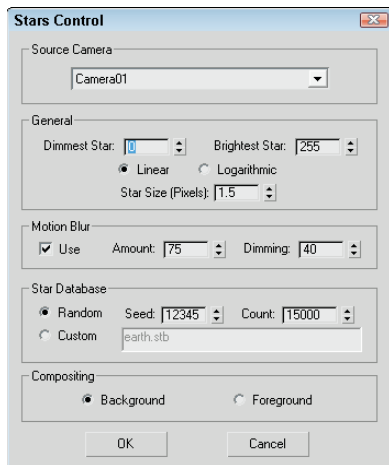 Stars Control
Source Camera
Camera01
General
Dimmest Star: 0 Brightest Star: 255
Linear Logarithmic
Star Size (Pixels): 1.5
Motion Blur
Use Amount: 75 Dimming: 40
Star Database
Random Seed: 12345 Count: 15000
Custom earth.stb
Compositing
Background Foreground
OK Cancel